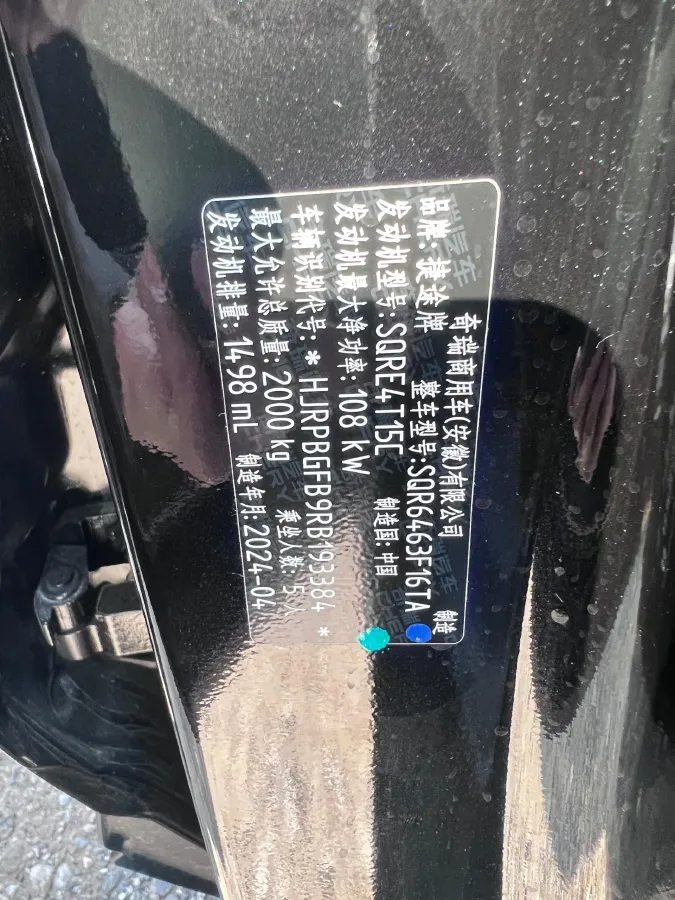 奇瑞商用车(安徽)有限公司 制造
品牌: 捷途牌 整车型号:SQR6463F16TA
发动机型号:SQRE4T15C 制造国: 中国
发动机最大净功率: 108 kW
车辆识别代号: * HJRPBGFB9RB193384 *
最大允许总质量: 2000 kg 乘坐人数: 5人
发动机排量: 1498 mL 制造年月: 2024-04